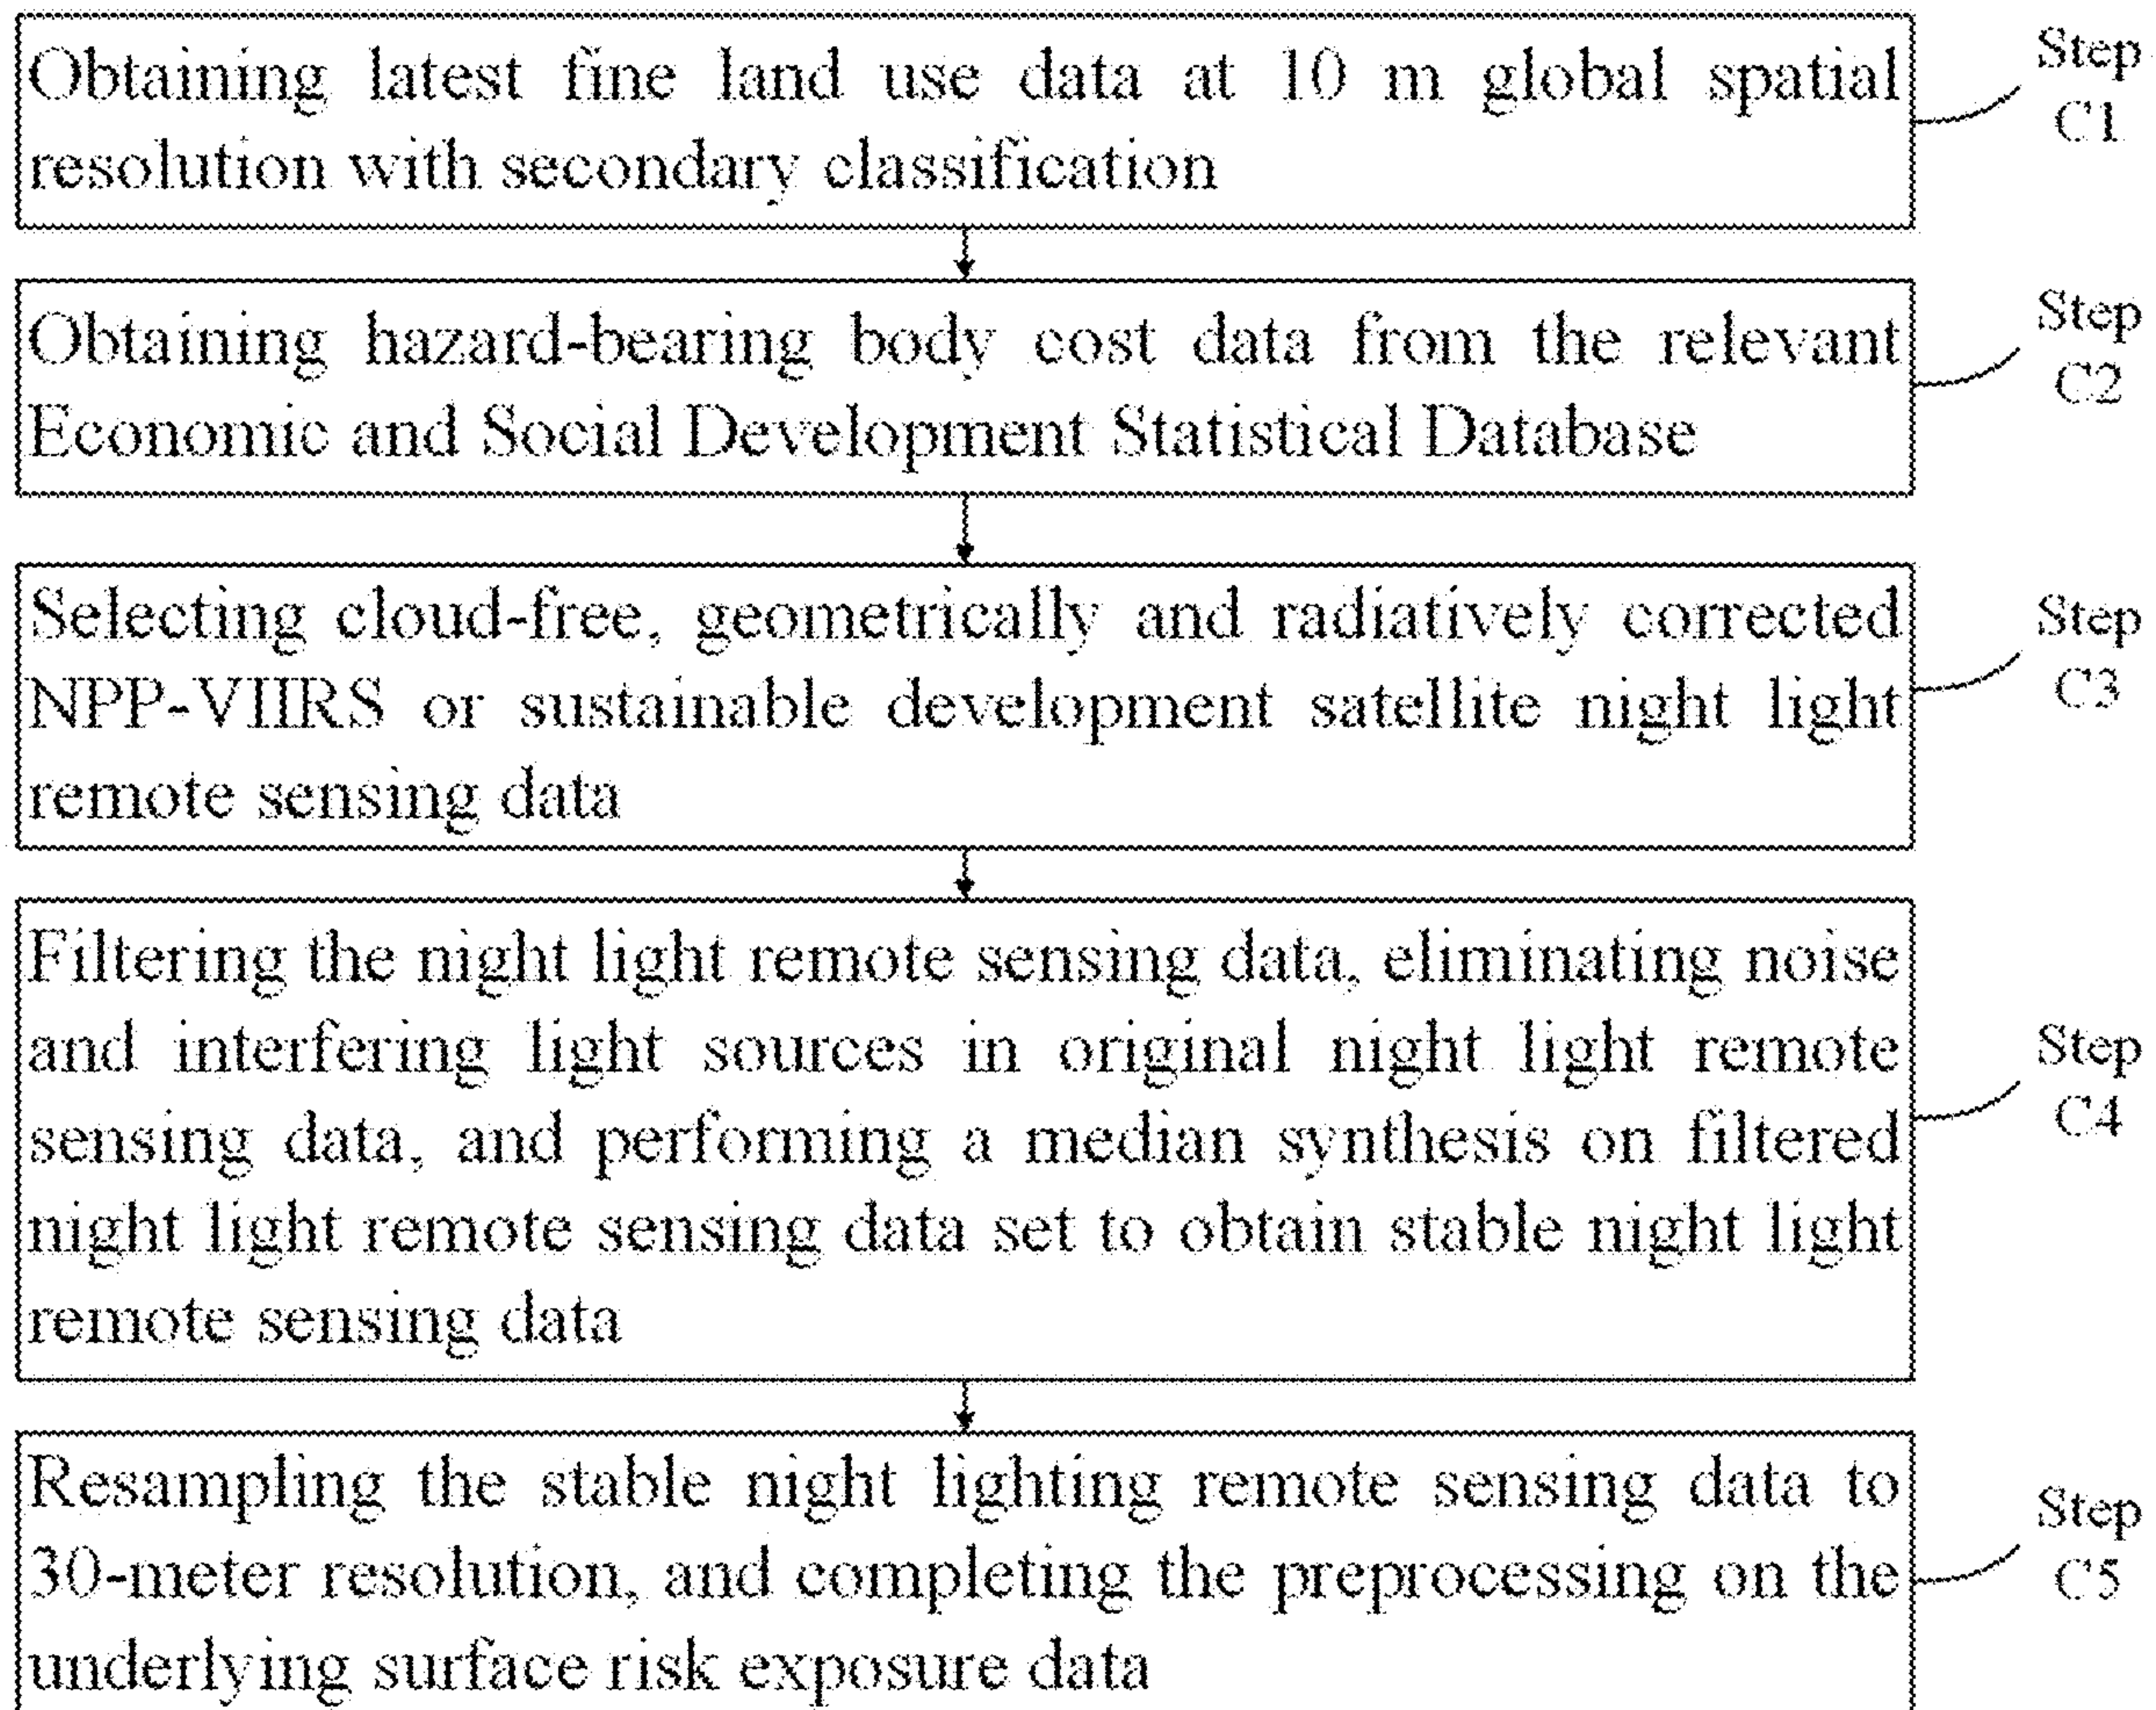 Obtaining latest fine land use data at 10 m global spatial
resolution with secondary classification
Step
C1
Obtaining hazard-bearing body cost data from the relevant
Economic and Social Development Statistical Database
Step
C2
Selecting cloud-free, geometrically and radiatively corrected
NPP-VIIRS or sustainable development satellite night light
remote sensing data
Step
C3
Filtering the night light remote sensing data, eliminating noise
and interfering light sources in original night light remote
sensing data, and performing a median synthesis on filtered
night light remote sensing data set to obtain stable night light
remote sensing data
Step
C4
Resampling the stable night lighting remote sensing data to
30-meter resolution, and completing the preprocessing on the
underlying surface risk exposure data
Step
C5